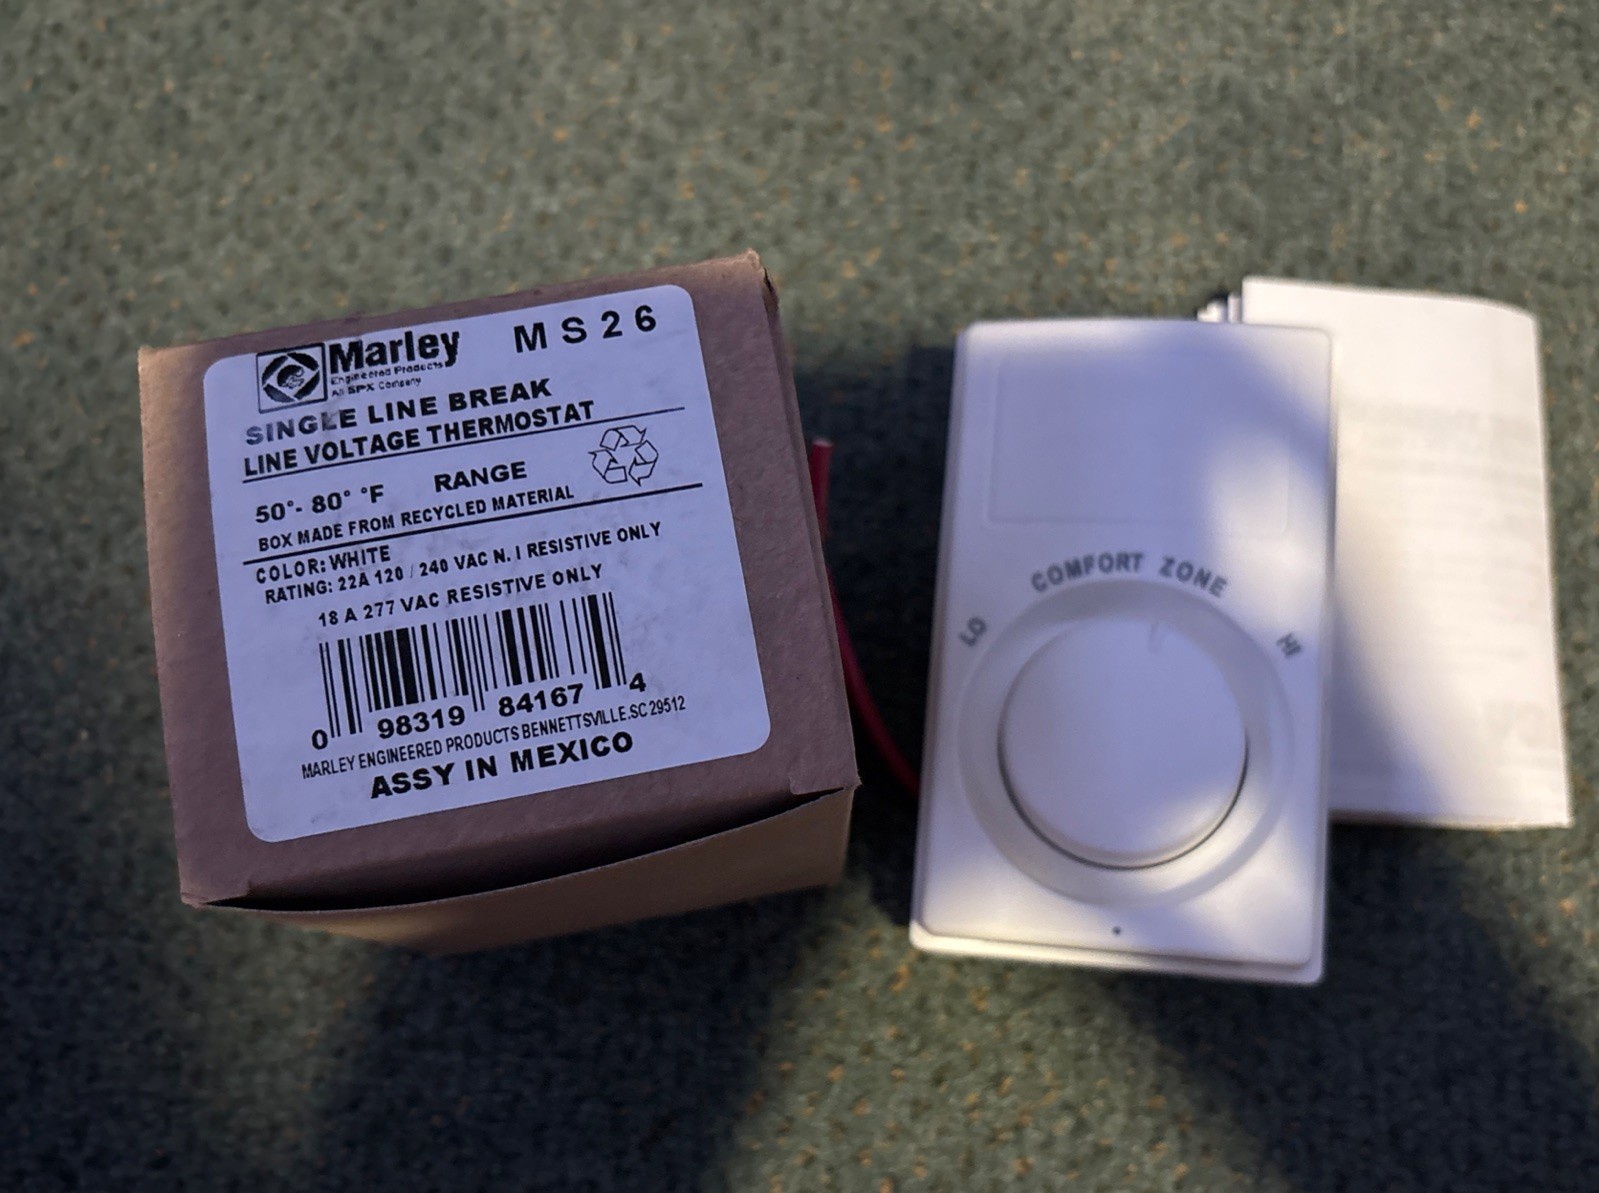 Marley MS26
Engineered Products
An SPX Company
SINGLE LINE BREAK
LINE VOLTAGE THERMOSTAT
50°- 80° °F RANGE
BOX MADE FROM RECYCLED MATERIAL
COLOR: WHITE
RATING: 22A 120 / 240 VAC N. I RESISTIVE ONLY
18 A 277 VAC RESISTIVE ONLY
0 98319 84167 4
MARLEY ENGINEERED PRODUCTS BENNETTSVILLE.SC 29512
ASSY IN MEXICO
COMFORT ZONE
LO HI